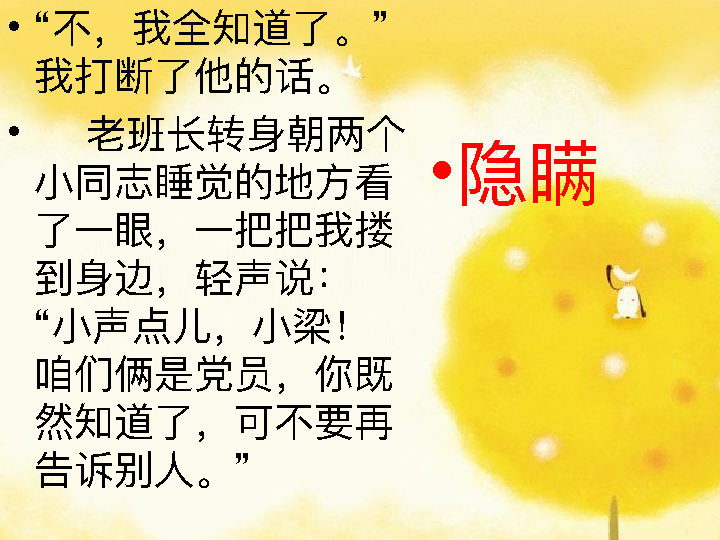 • “不，我全知道了。”
我打断了他的话。
• 老班长转身朝两个
小同志睡觉的地方看
了一眼，一把把我搂
到身边，轻声说：
“小声点儿，小梁！
咱们俩是党员，你既
然知道了，可不要再
告诉别人。”
•隐瞒